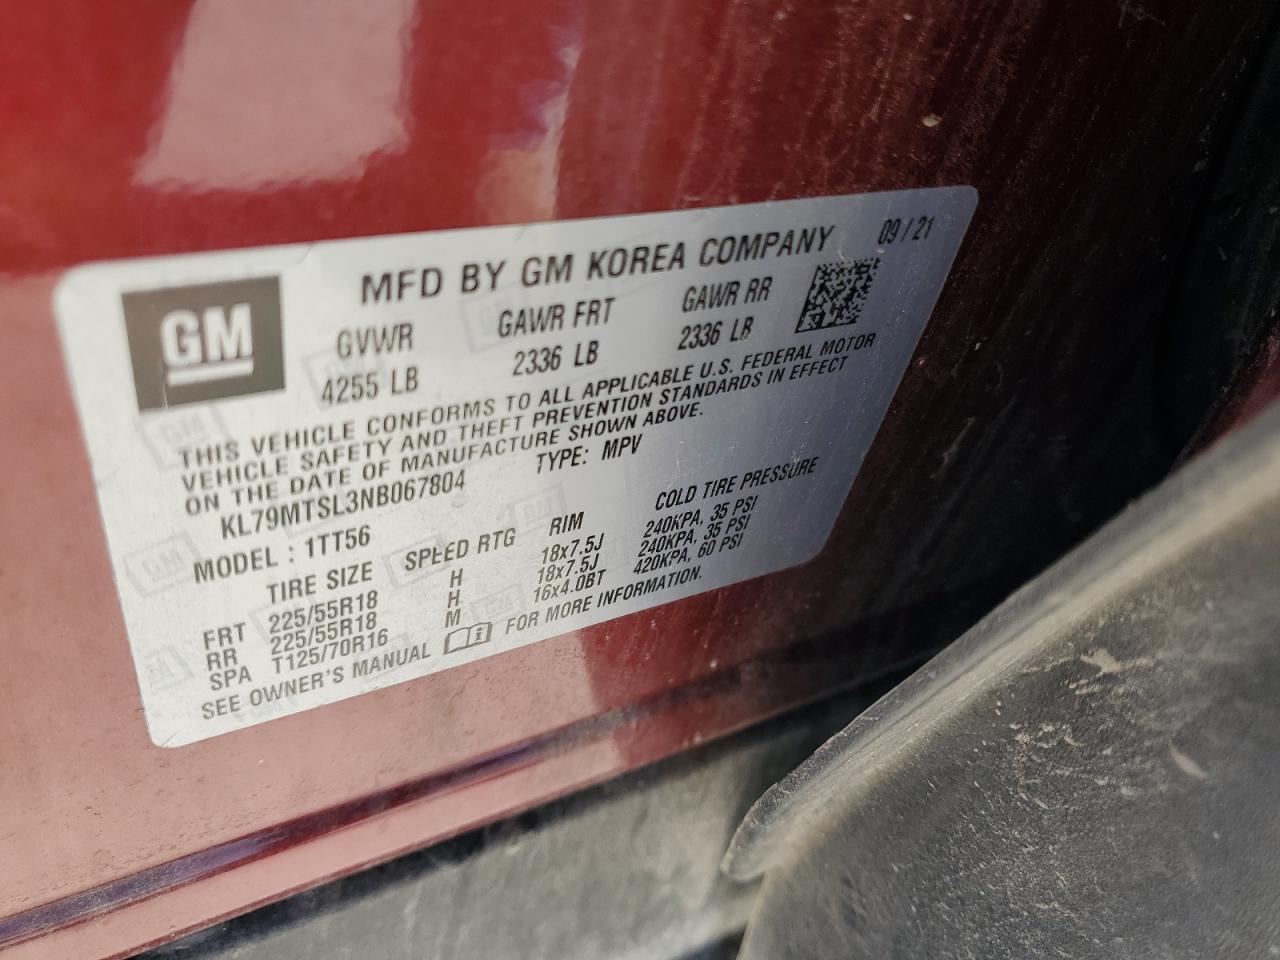 GM
MFD BY GM KOREA COMPANY 09 / 21
GVWR GAWR FRT GAWR RR
4255 LB 2336 LB 2336 LB
THIS VEHICLE CONFORMS TO ALL APPLICABLE U.S. FEDERAL MOTOR
VEHICLE SAFETY AND THEFT PREVENTION STANDARDS IN EFFECT
ON THE DATE OF MANUFACTURE SHOWN ABOVE.
KL79MTSL3NB067804 TYPE: MPV
MODEL : 1TT56
TIRE SIZE SPEED RTG RIM COLD TIRE PRESSURE
FRT 225/55R18 H 18x7.5J 240KPA, 35 PSI
RR 225/55R18 H 18x7.5J 240KPA, 35 PSI
SPA T125/70R16 M 16x4.0BT 420KPA, 60 PSI
SEE OWNER'S MANUAL FOR MORE INFORMATION.